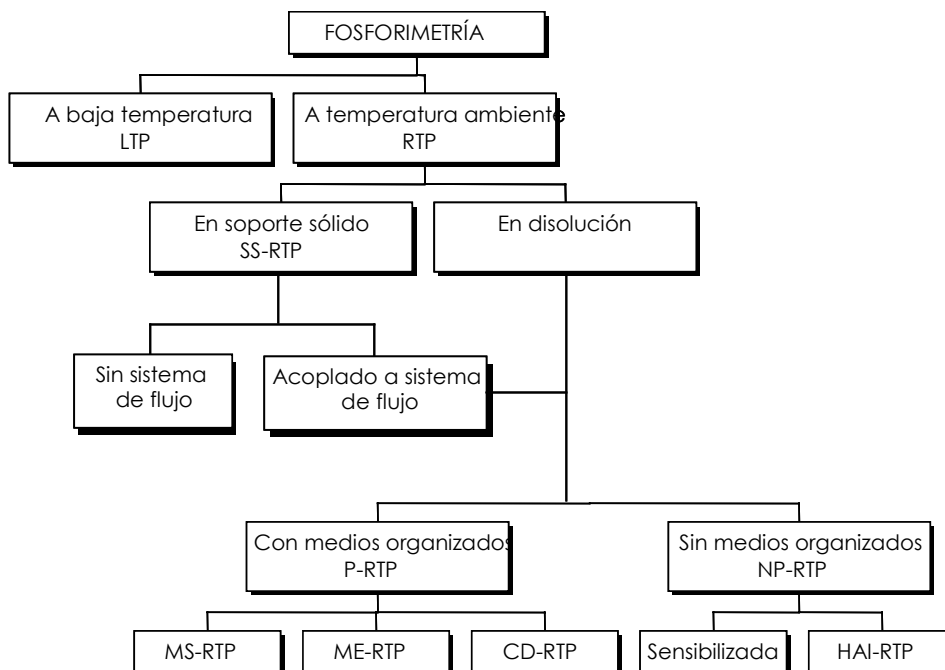 FOSFORIMETRÍA
A baja temperatura
LTP
A temperatura ambiente
RTP
En soporte sólido
SS-RTP
En disolución
Sin sistema
de flujo
Acoplado a sistema
de flujo
Con medios organizados
P-RTP
Sin medios organizados
NP-RTP
MS-RTP
ME-RTP
CD-RTP
Sensibilizada
HAI-RTP